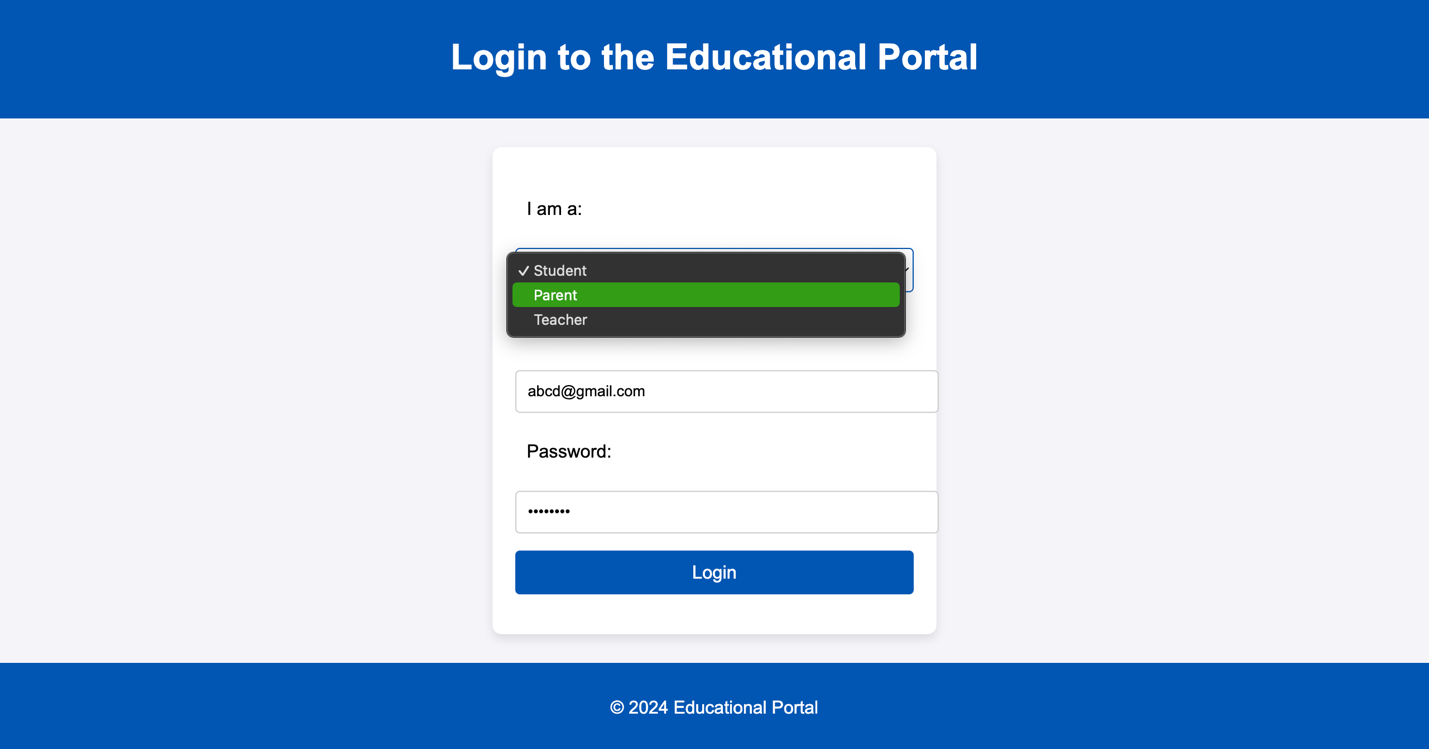 Login to the Educational Portal
I am a:
✓ Student
Parent
Teacher
abcd@gmail.com
Password:
••••••••
Login
© 2024 Educational Portal